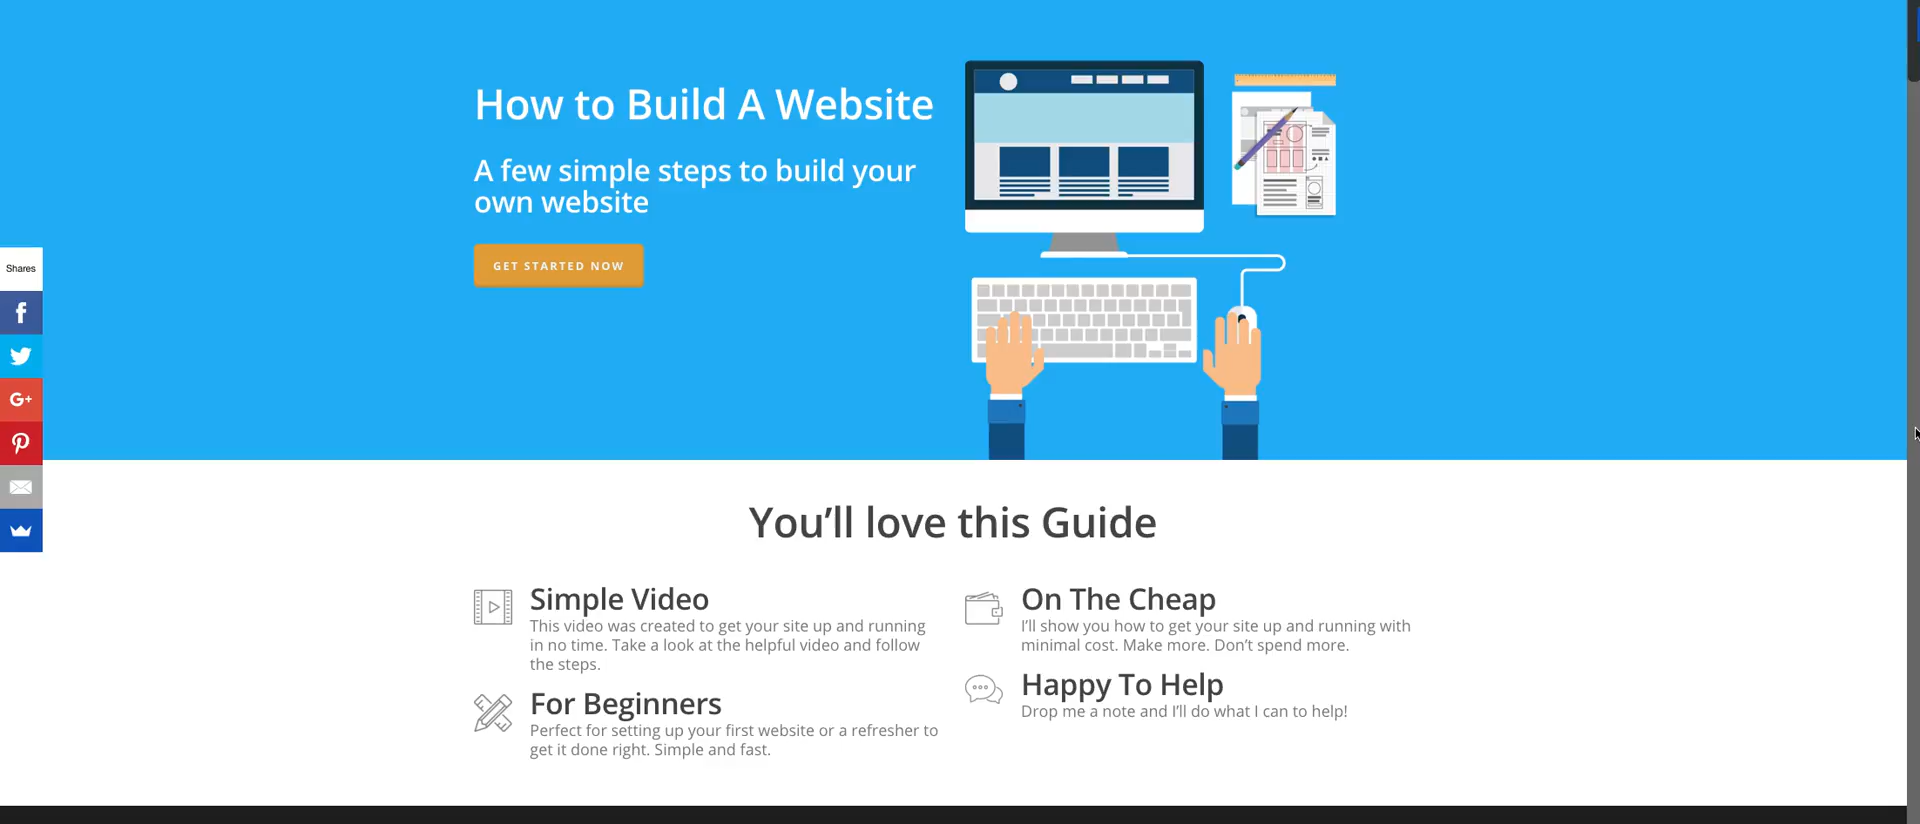 How to Build A Website
A few simple steps to build your
own website
GET STARTED NOW
Shares
f
G+
You’ll love this Guide
Simple Video
This video was created to get your site up and running
in no time. Take a look at the helpful video and follow
the steps.
For Beginners
Perfect for setting up your first website or a refresher to
get it done right. Simple and fast.
On The Cheap
I’ll show you how to get your site up and running with
minimal cost. Make more. Don’t spend more.
Happy To Help
Drop me a note and I’ll do what I can to help!